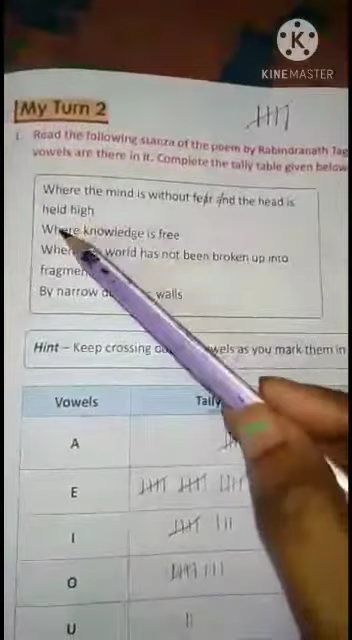 KINEMASTER
My Turn 2
1. Read the following stanza of the poem by Rabindranath Tag
vowels are there in it. Complete the tally table given below
Where the mind is without fear and the head is
held high
Where knowledge is free
world has not been broken up into
By narrow walls
Hint – Keep crossing as you mark them in
Vowels Tally
A
E
I
O
U